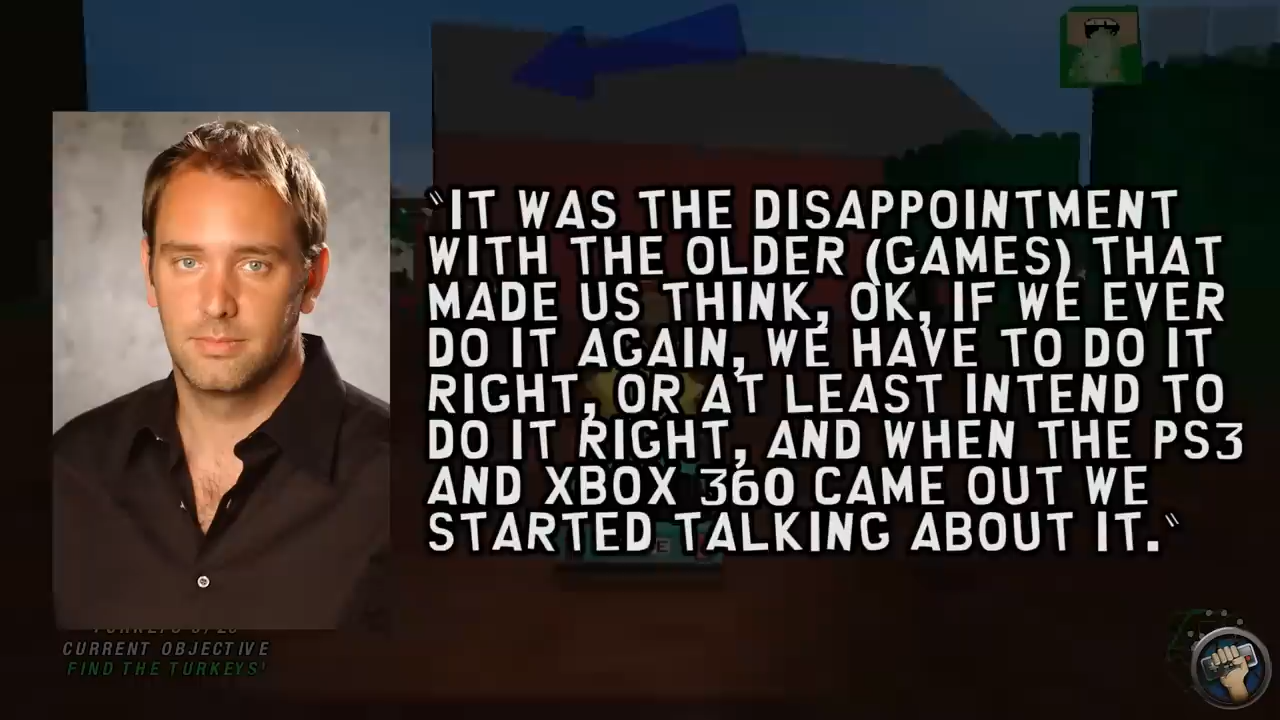 "IT WAS THE DISAPPOINTMENT
WITH THE OLDER (GAMES) THAT
MADE US THINK, OK, IF WE EVER
DO IT AGAIN, WE HAVE TO DO IT
RIGHT, OR AT LEAST INTEND TO
DO IT RIGHT, AND WHEN THE PS3
AND XBOX 360 CAME OUT WE
STARTED TALKING ABOUT IT."
CURRENT OBJECTIVE
FIND THE TURKEYS!